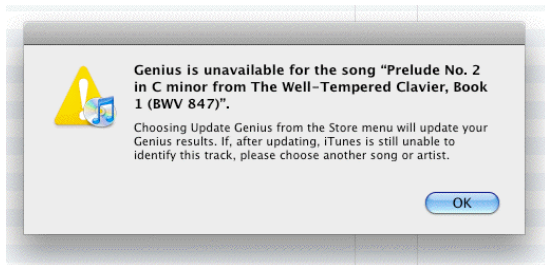 Genius is unavailable for the song “Prelude No. 2
in C minor from The Well-Tempered Clavier, Book
1 (BWV 847)”.
Choosing Update Genius from the Store menu will update your
Genius results. If, after updating, iTunes is still unable to
identify this track, please choose another song or artist.
OK